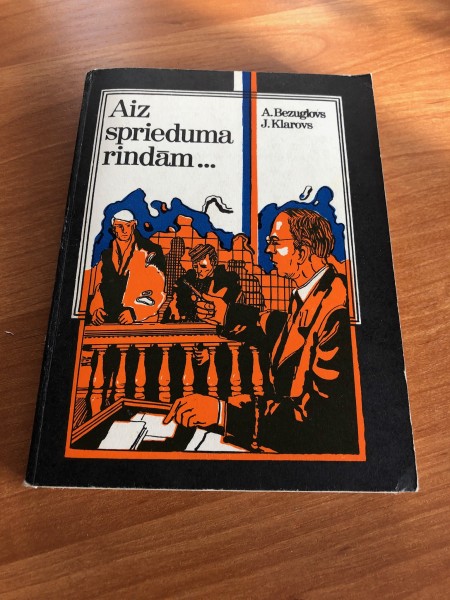 Aiz
sprieduma
rindām...
A. Bezuglovs
J. Klarovs